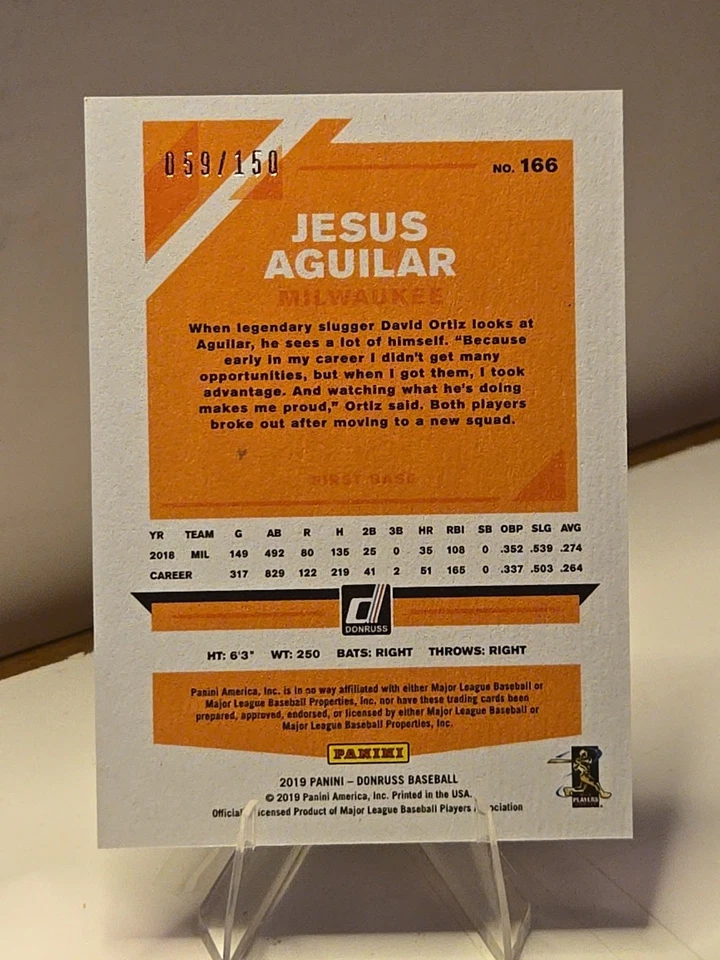 059/150
NO. 166
JESUS
AGUILAR
MILWAUKEE
When legendary slugger David Ortiz looks at
Aguilar, he sees a lot of himself. “Because
early in my career I didn’t get many
opportunities, but when I got them, I took
advantage. And watching what he’s doing
makes me proud,” Ortiz said. Both players
broke out after moving to a new squad.
FIRST BASE
YR TEAM G AB R H 2B 3B HR RBI SB OBP SLG AVG
2018 MIL 149 492 80 135 25 0 35 108 0 .352 .539 .274
CAREER 317 829 122 219 41 2 51 165 0 .337 .503 .264
DONRUSS
HT: 6'3" WT: 250 BATS: RIGHT THROWS: RIGHT
Panini America, Inc. is in no way affiliated with either Major League Baseball or
Major League Baseball Properties, Inc. nor have these trading cards been
prepared, approved, endorsed, or licensed by either Major League Baseball or
Major League Baseball Properties, Inc.
PANINI
2019 PANINI – DONRUSS BASEBALL
© 2019 Panini America, Inc. Printed in the USA.
Product of Major League Baseball Players
PLAYERS